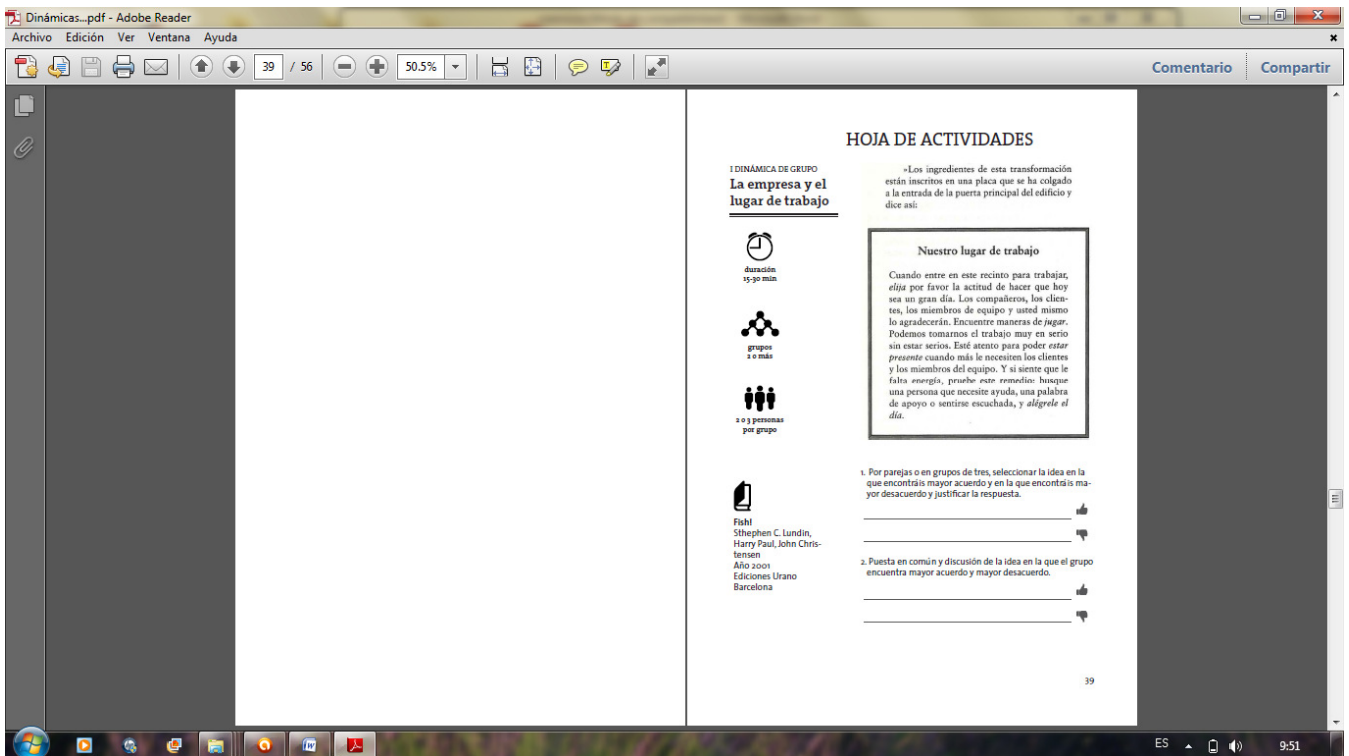 Dinámicas...pdf - Adobe Reader
Archivo Edición Ver Ventana Ayuda
39 / 56
50.5%
Comentario Compartir
HOJA DE ACTIVIDADES
I DINÁMICA DE GRUPO
La empresa y el
lugar de trabajo
duración
15-30 min
grupos
2 o más
2 o 3 personas
por grupo
Fish!
Sthephen C. Lundin,
Harry Paul, John Chris-
tensen
Año 2001
Ediciones Urano
Barcelona
»Los ingredientes de esta transformación
están inscritos en una placa que se ha colgado
a la entrada de la puerta principal del edificio y
dice así:
Nuestro lugar de trabajo
Cuando entre en este recinto para trabajar,
elija por favor la actitud de hacer que hoy
sea un gran día. Los compañeros, los clien-
tes, los miembros de equipo y usted mismo
lo agradecerán. Encuentre maneras de jugar.
Podemos tomarnos el trabajo muy en serio
sin estar serios. Esté atento para poder estar
presente cuando más le necesiten los clientes
y los miembros del equipo. Y si siente que le
falta energía, pruebe este remedio: busque
una persona que necesite ayuda, una palabra
de apoyo o sentirse escuchada, y alégrele el
día.
1. Por parejas o en grupos de tres, seleccionar la idea en la
que encontráis mayor acuerdo y en la que encontráis ma-
yor desacuerdo y justificar la respuesta.
2. Puesta en común y discusión de la idea en la que el grupo
encuentra mayor acuerdo y mayor desacuerdo.
39
ES 9:51